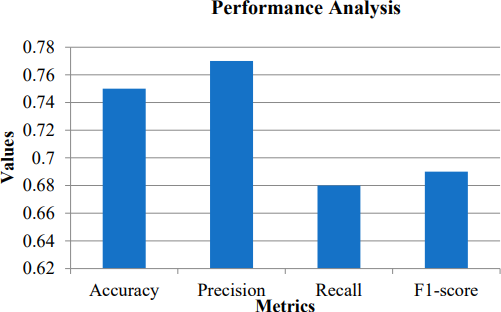 Performance Analysis
0.78
0.76
0.74
0.72
0.7
0.68
0.66
0.64
0.62
Values
Accuracy Precision Recall F1-score
Metrics